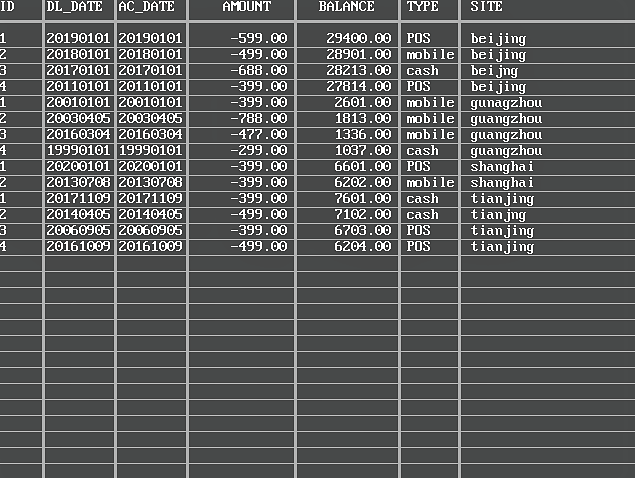 ID DL_DATE AC_DATE AMOUNT BALANCE TYPE SITE
1 20190101 20190101 -599.00 29400.00 POS beijing
2 20180101 20180101 -499.00 28901.00 mobile beijing
3 20170101 20170101 -688.00 28213.00 cash beijng
4 20110101 20110101 -399.00 27814.00 POS beijing
1 20010101 20010101 -399.00 2601.00 mobile gunagzhou
2 20030405 20030405 -788.00 1813.00 mobile guangzhou
3 20160304 20160304 -477.00 1336.00 mobile guangzhou
4 19990101 19990101 -299.00 1037.00 cash guangzhou
1 20200101 20200101 -399.00 6601.00 POS shanghai
2 20130708 20130708 -399.00 6202.00 mobile shanghai
1 20171109 20171109 -399.00 7601.00 cash tianjing
2 20140405 20140405 -499.00 7102.00 cash tianjng
3 20060905 20060905 -399.00 6703.00 POS tianjing
4 20161009 20161009 -499.00 6204.00 POS tianjing